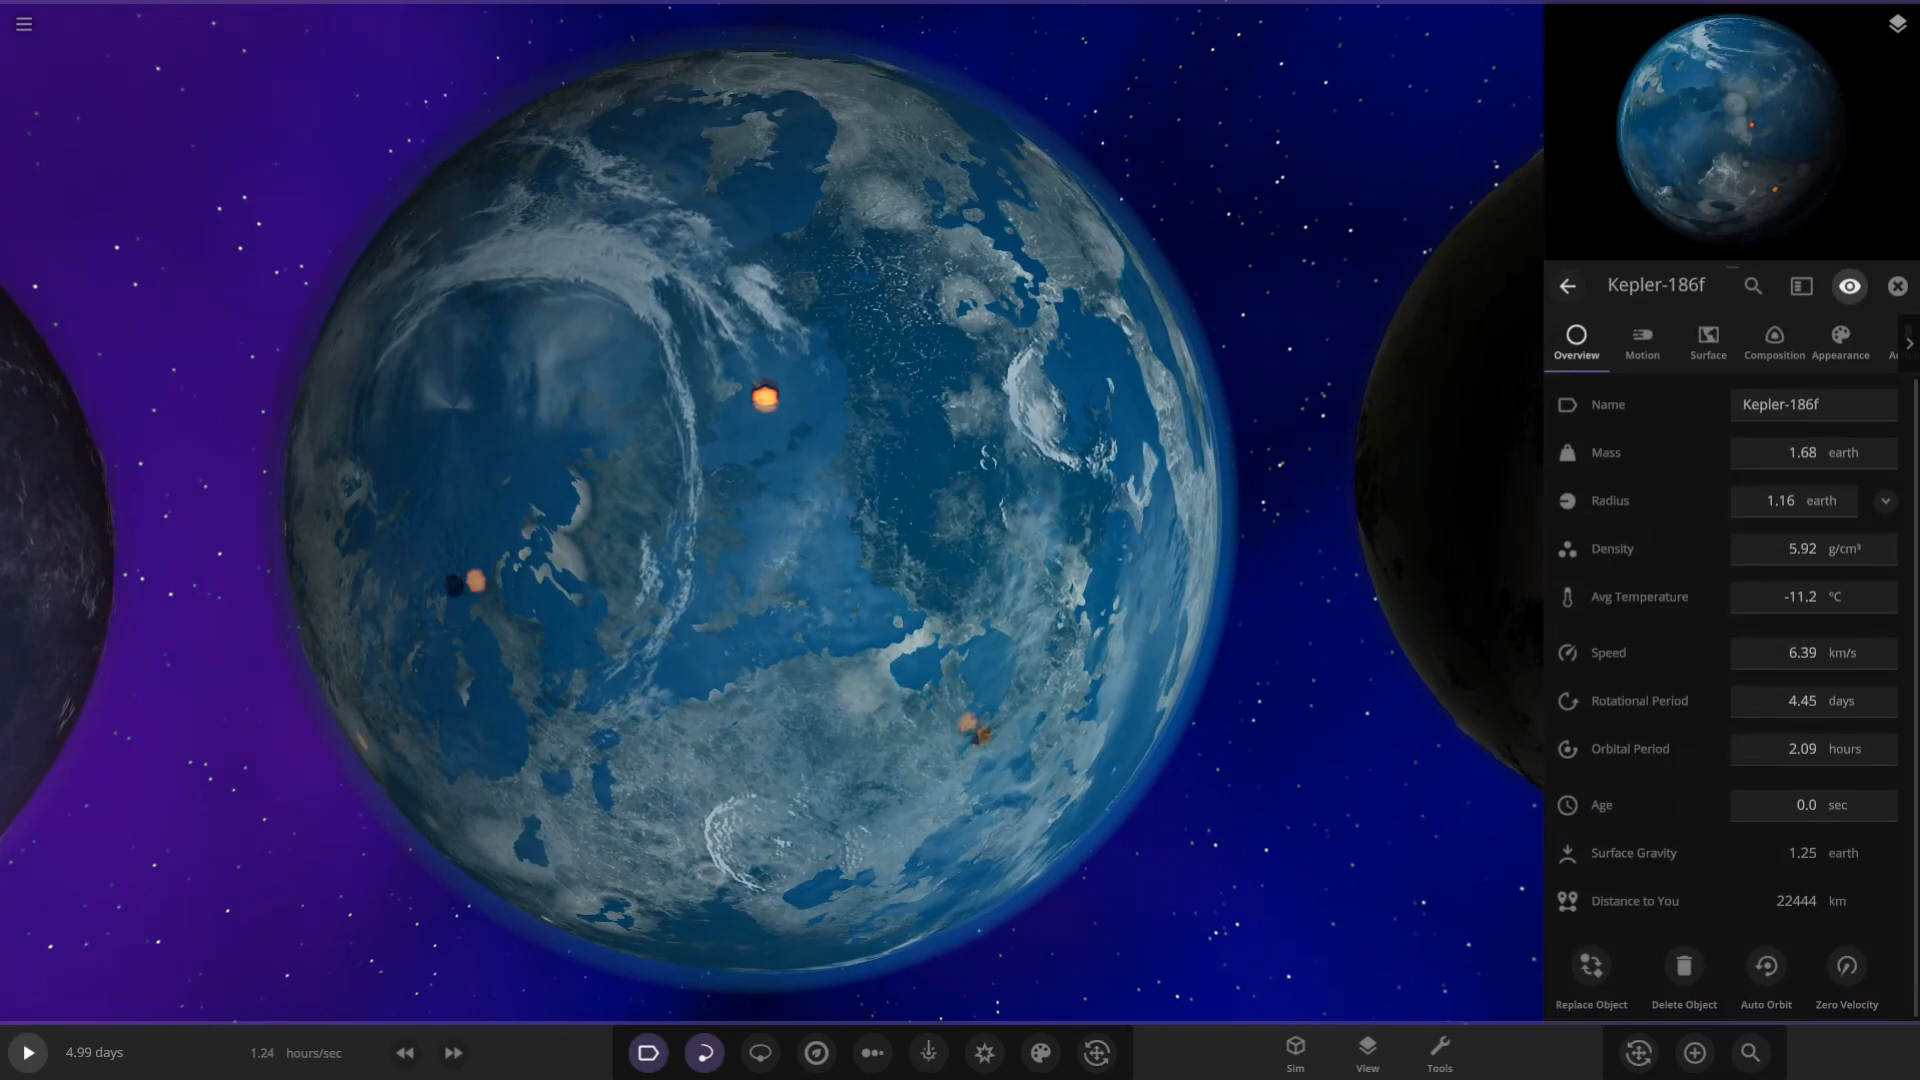 Kepler-186f
Overview
Motion
Surface
Composition
Appearance
Name
Kepler-186f
Mass
1.68 earth
Radius
1.16 earth
Density
5.92 g/cm³
Avg Temperature
-11.2 °C
Speed
6.39 km/s
Rotational Period
4.45 days
Orbital Period
2.09 hours
Age
0.0 sec
Surface Gravity
1.25 earth
Distance to You
22444 km
Replace Object
Delete Object
Auto Orbit
Zero Velocity
4.99 days
1.24 hours/sec
Sim
View
Tools